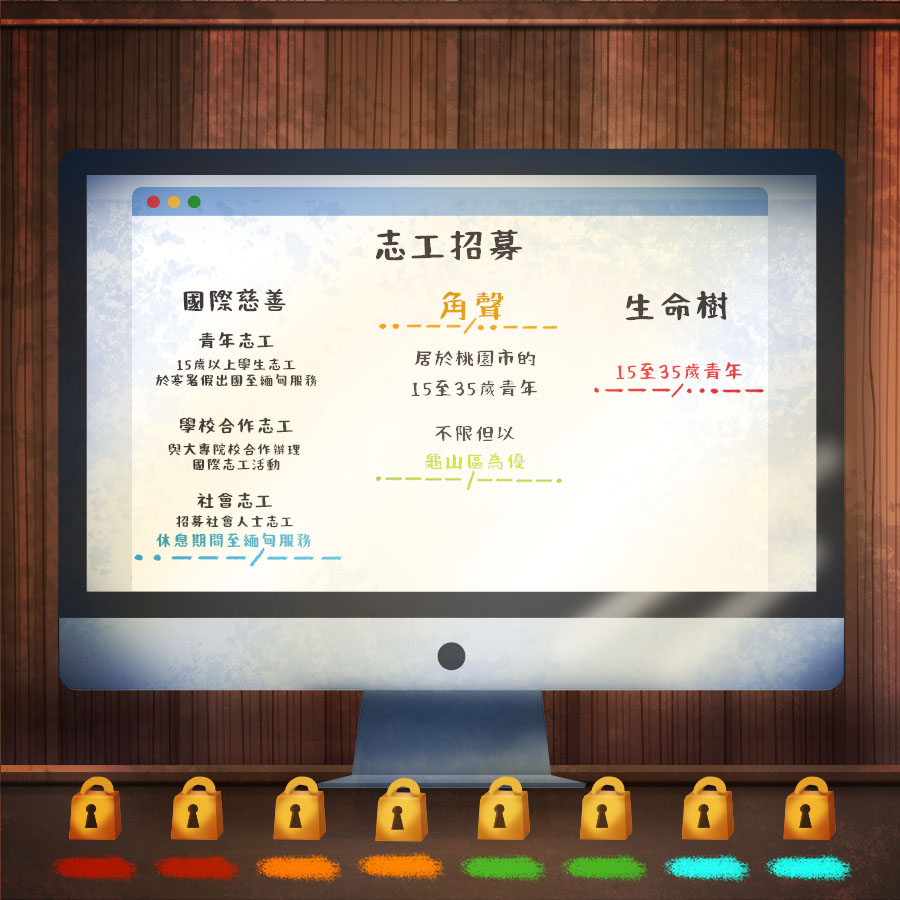 志工招募
國際慈善
青年志工
15歲以上學生志工
於寒暑假出團至緬甸服務
學校合作志工
與大專院校合作辦理
國際志工活動
社會志工
招募社會人士志工
休息期間至緬甸服務
角聲
居於桃園市的
15至35歲青年
不限但以
龜山區為優
生命樹
15至35歲青年